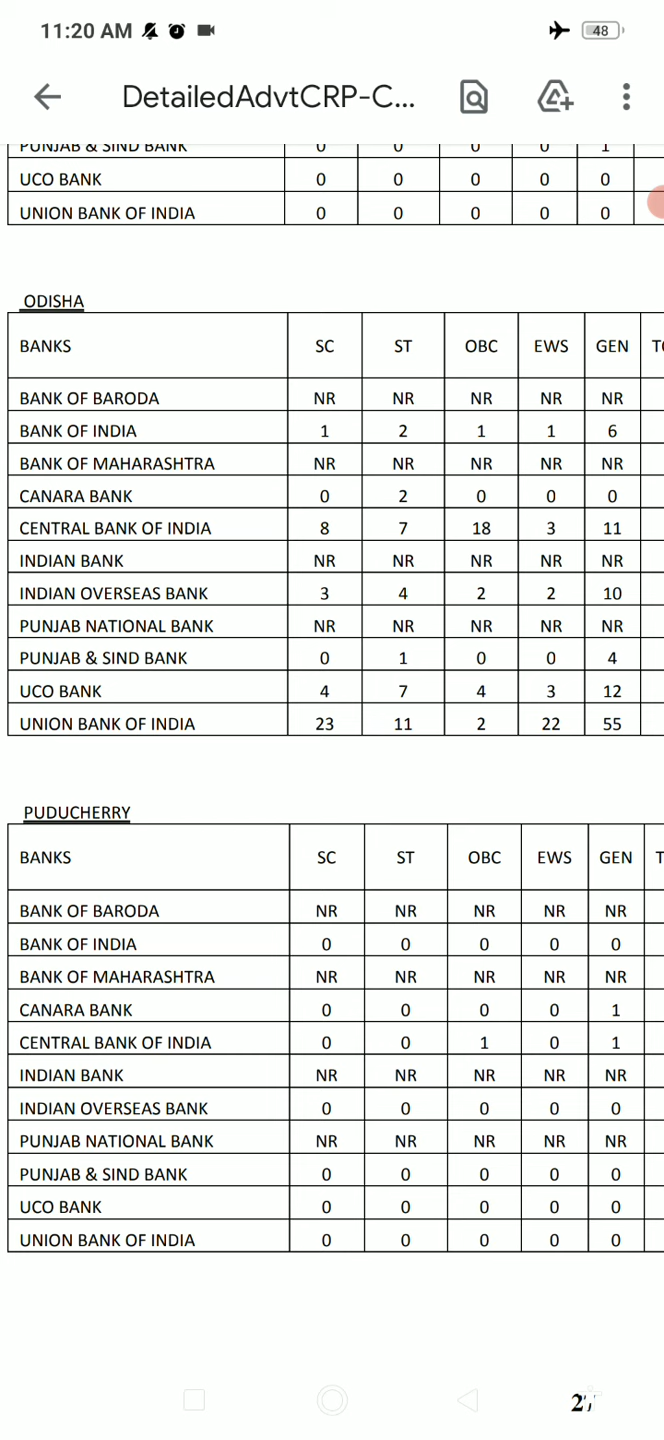 11:20 AM 48
DetailedAdvtCRP-C...
PUNJAB & SIND BANK 0 0 0 0 1
UCO BANK 0 0 0 0 0
UNION BANK OF INDIA 0 0 0 0 0
ODISHA
BANKS SC ST OBC EWS GEN TO
BANK OF BARODA NR NR NR NR NR
BANK OF INDIA 1 2 1 1 6
BANK OF MAHARASHTRA NR NR NR NR NR
CANARA BANK 0 2 0 0 0
CENTRAL BANK OF INDIA 8 7 18 3 11
INDIAN BANK NR NR NR NR NR
INDIAN OVERSEAS BANK 3 4 2 2 10
PUNJAB NATIONAL BANK NR NR NR NR NR
PUNJAB & SIND BANK 0 1 0 0 4
UCO BANK 4 7 4 3 12
UNION BANK OF INDIA 23 11 2 22 55
PUDUCHERRY
BANKS SC ST OBC EWS GEN T
BANK OF BARODA NR NR NR NR NR
BANK OF INDIA 0 0 0 0 0
BANK OF MAHARASHTRA NR NR NR NR NR
CANARA BANK 0 0 0 0 1
CENTRAL BANK OF INDIA 0 0 1 0 1
INDIAN BANK NR NR NR NR NR
INDIAN OVERSEAS BANK 0 0 0 0 0
PUNJAB NATIONAL BANK NR NR NR NR NR
PUNJAB & SIND BANK 0 0 0 0 0
UCO BANK 0 0 0 0 0
UNION BANK OF INDIA 0 0 0 0 0